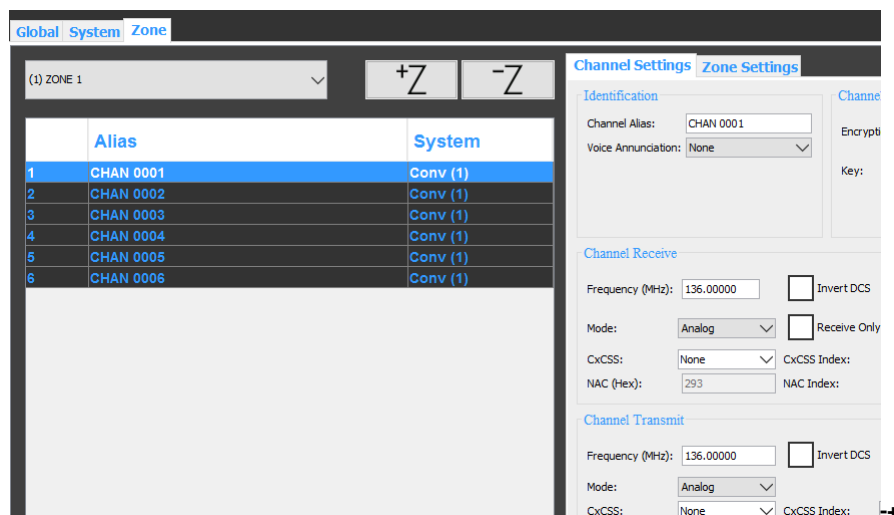 Global System Zone
(1) ZONE 1
+Z -Z
Alias System
1 CHAN 0001 Conv (1)
2 CHAN 0002 Conv (1)
3 CHAN 0003 Conv (1)
4 CHAN 0004 Conv (1)
5 CHAN 0005 Conv (1)
6 CHAN 0006 Conv (1)
Channel Settings Zone Settings
Identification
Channel Alias: CHAN 0001
Voice Annunciation: None
Channe
Encrypti
Key:
Channel Receive
Frequency (MHz): 136.00000 Invert DCS
Mode: Analog Receive Only
CxCSS: None CxCSS Index:
NAC (Hex): 293 NAC Index:
Channel Transmit
Frequency (MHz): 136.00000 Invert DCS
Mode: Analog
CxCSS: None CxCSS Index: